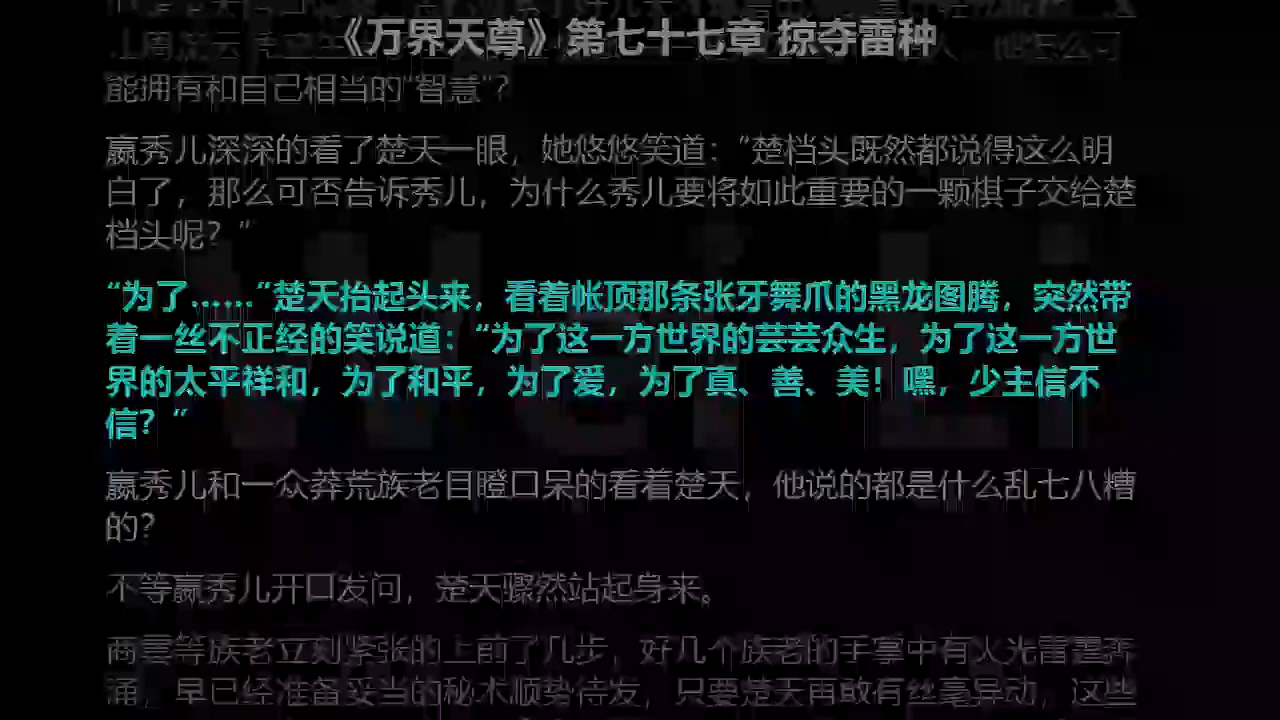 《万界天尊》第七十七章 掠夺雷种
能拥有和自己相当的“智慧”？
嬴秀儿深深的看了楚天一眼，她悠悠笑道：“楚档头既然都说得这么明
白了，那么可否告诉秀儿，为什么秀儿要将如此重要的一颗棋子交给楚
档头呢？”
“为了……”楚天抬起头来，看着帐顶那条张牙舞爪的黑龙图腾，突然带
着一丝不正经的笑说道：“为了这一方世界的芸芸众生，为了这一方世
界的太平祥和，为了和平，为了爱，为了真、善、美！嘿，少主信不
信？”
嬴秀儿和一众莽荒族老目瞪口呆的看着楚天，他说的都是什么乱七八糟
的？
不等嬴秀儿开口发问，楚天骤然站起身来。
商雲等族老立刻紧张的上前了几步，好几个族老的手掌中有火光雷霆奔
涌，早已经准备妥当的秘术顺势待发，只要楚天再敢有丝毫异动，这些